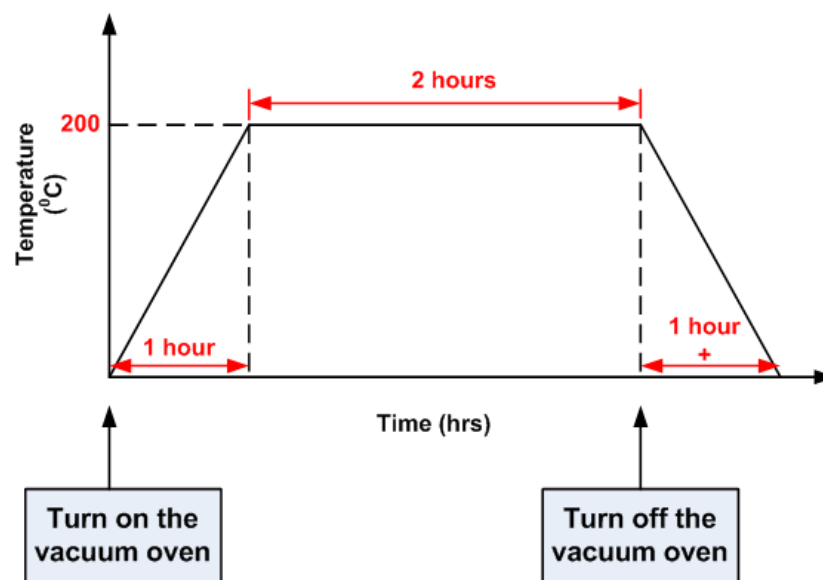 2 hours
200
Temperature
(⁰C)
1 hour
1 hour
+
Time (hrs)
Turn on the
vacuum oven
Turn off the
vacuum oven